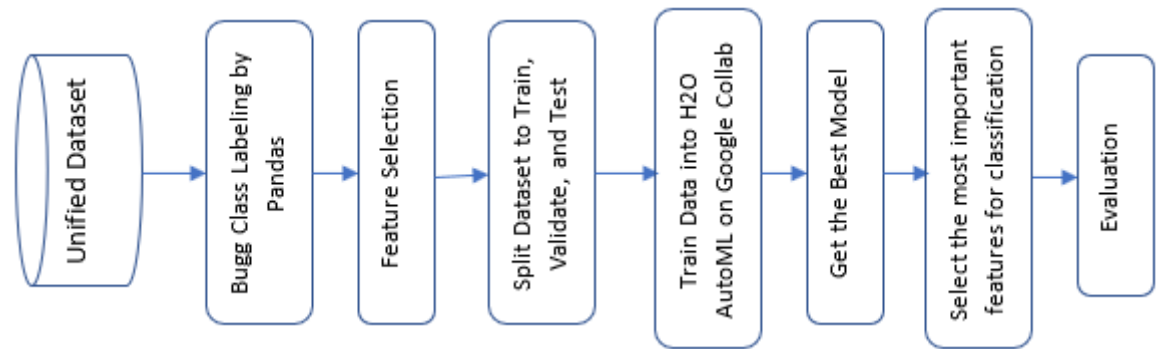 Unified Dataset
Bugg Class Labeling by
Pandas
Feature Selection
Split Dataset to Train,
Validate, and Test
Train Data into H2O
AutoML on Google Collab
Get the Best Model
Select the most important
features for classification
Evaluation